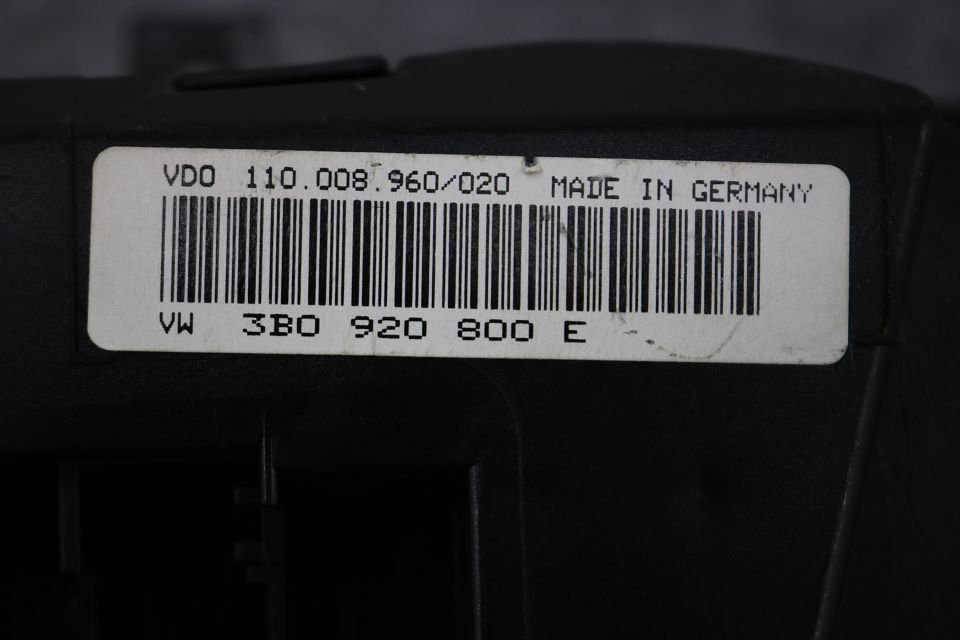 VDO 110.008.960/020 MADE IN GERMANY
VW 3B0 920 800 E